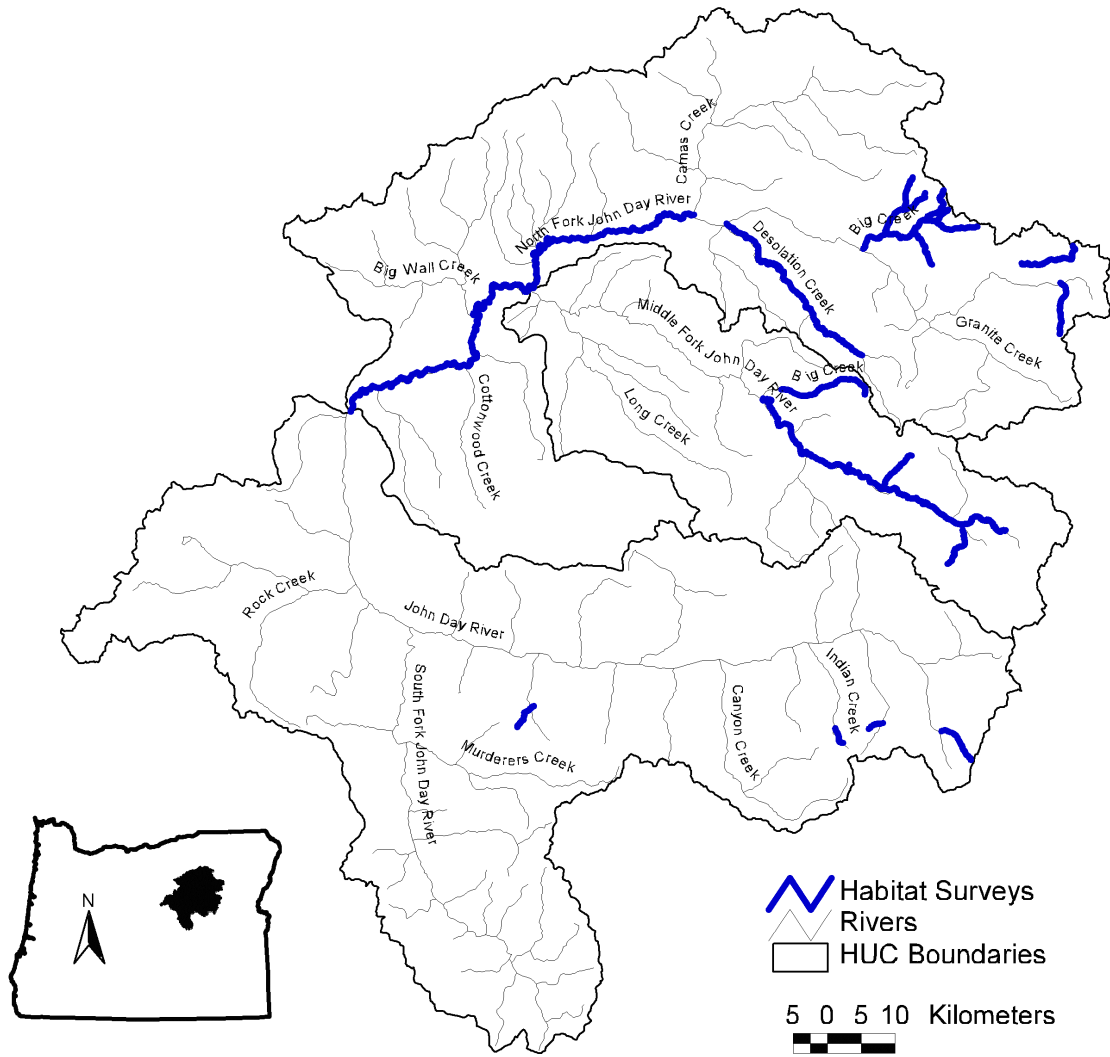 Camas Creek
North Fork John Day River
Big Creek
Desolation Creek
Big Wall Creek
Middle Fork John Day River
Granite Creek
Big Creek
Cottonwood Creek
Long Creek
Rock Creek
John Day River
Indian Creek
South Fork John Day River
Canyon Creek
Murderers Creek
N
Habitat Surveys
Rivers
HUC Boundaries
5 0 5 10 Kilometers